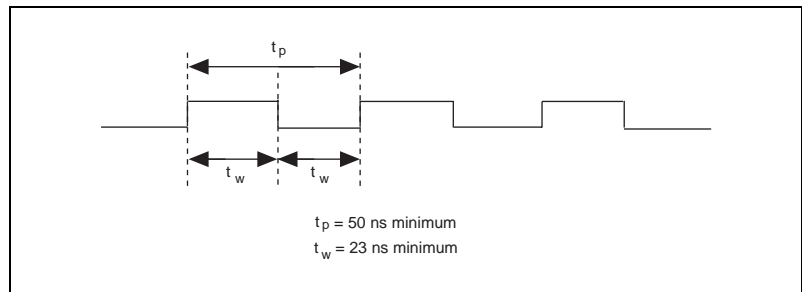 t p
t w t w
t p = 50 ns minimum
t w = 23 ns minimum